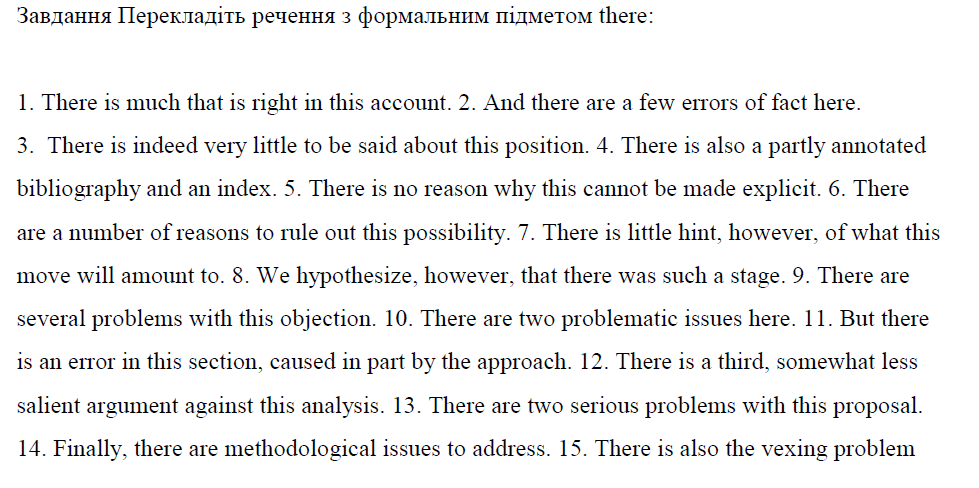 Завдання Перекладіть речення з формальним підметом there:
1. There is much that is right in this account. 2. And there are a few errors of fact here.
3. There is indeed very little to be said about this position. 4. There is also a partly annotated
bibliography and an index. 5. There is no reason why this cannot be made explicit. 6. There
are a number of reasons to rule out this possibility. 7. There is little hint, however, of what this
move will amount to. 8. We hypothesize, however, that there was such a stage. 9. There are
several problems with this objection. 10. There are two problematic issues here. 11. But there
is an error in this section, caused in part by the approach. 12. There is a third, somewhat less
salient argument against this analysis. 13. There are two serious problems with this proposal.
14. Finally, there are methodological issues to address. 15. There is also the vexing problem